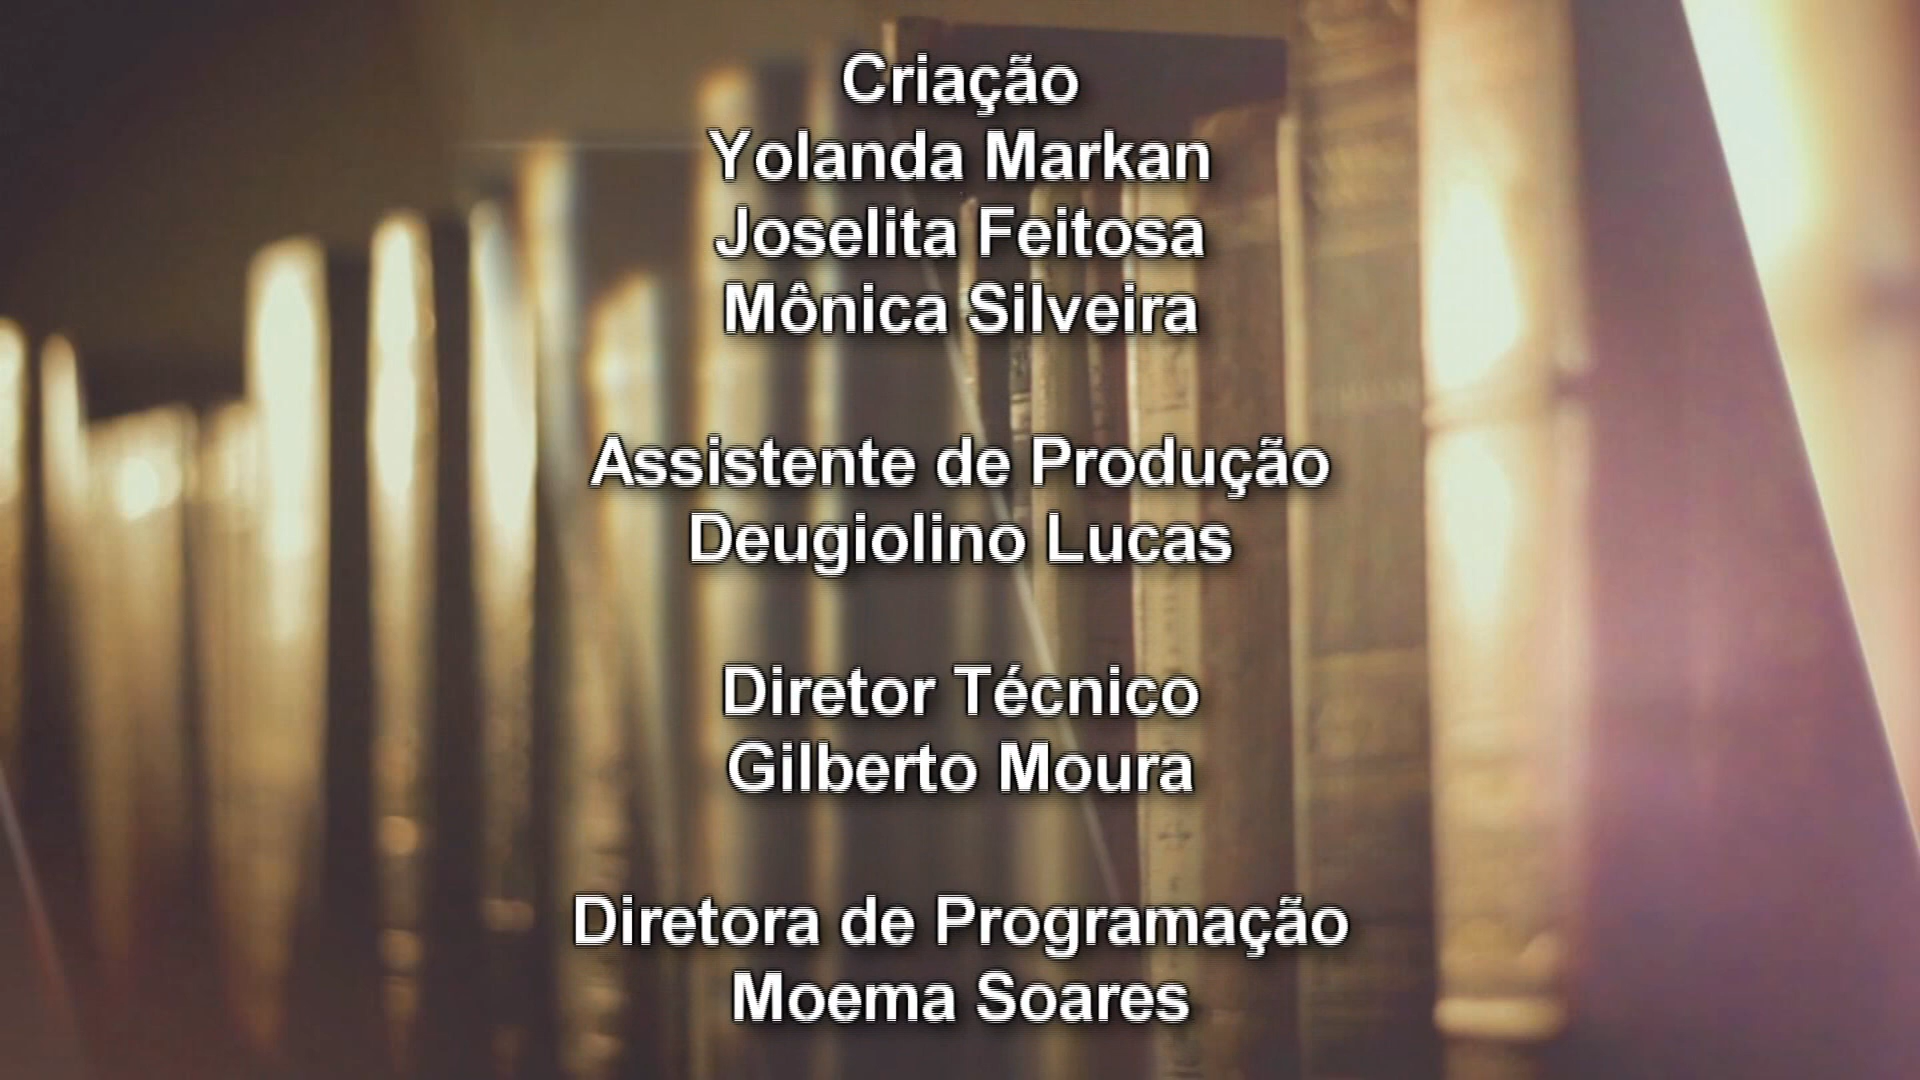 Criação
Yolanda Markan
Joselita Feitosa
Mônica Silveira
Assistente de Produção
Deugiolino Lucas
Diretor Técnico
Gilberto Moura
Diretora de Programação
Moema Soares